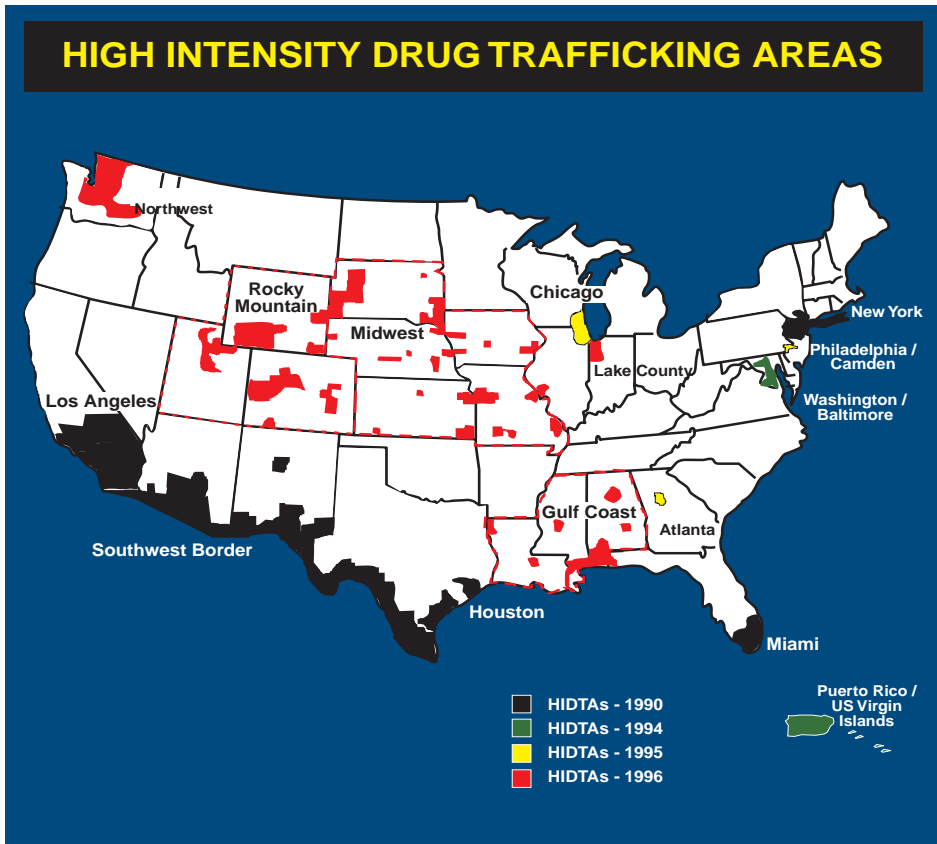 HIGH INTENSITY DRUG TRAFFICKING AREAS
Northwest
Rocky
Mountain
Chicago
New York
Midwest
Philadelphia /
Camden
Lake County
Los Angeles
Washington /
Baltimore
Gulf Coast
Atlanta
Southwest Border
Houston
Miami
Puerto Rico /
US Virgin
Islands
HIDTAs - 1990
HIDTAs - 1994
HIDTAs - 1995
HIDTAs - 1996